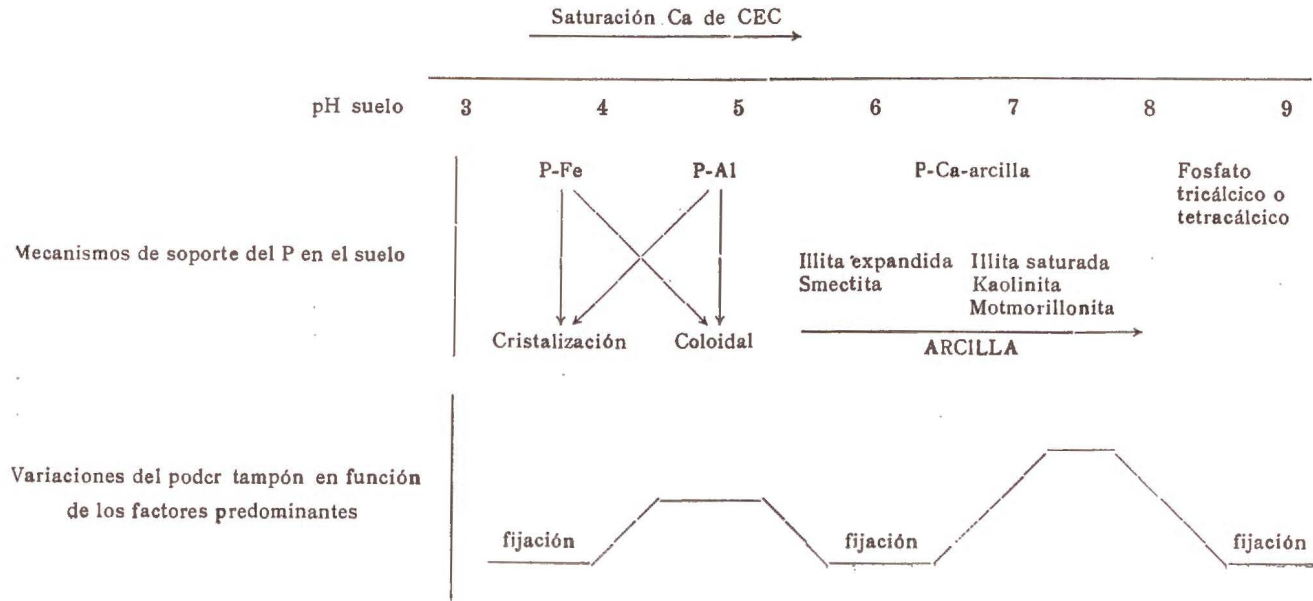 Saturación Ca de CEC
pH suelo 3 4 5 6 7 8 9
P-Fe P-Al P-Ca-arcilla Fosfato
tricálcico o
tetracálcico
Mecanismos de soporte del P en el suelo
Illita expandida Illita saturada
Smectita Kaolinita
Motmorillonita
Cristalización Coloidal ARCILLA
Variaciones del poder tampón en función
de los factores predominantes
fijación fijación fijación